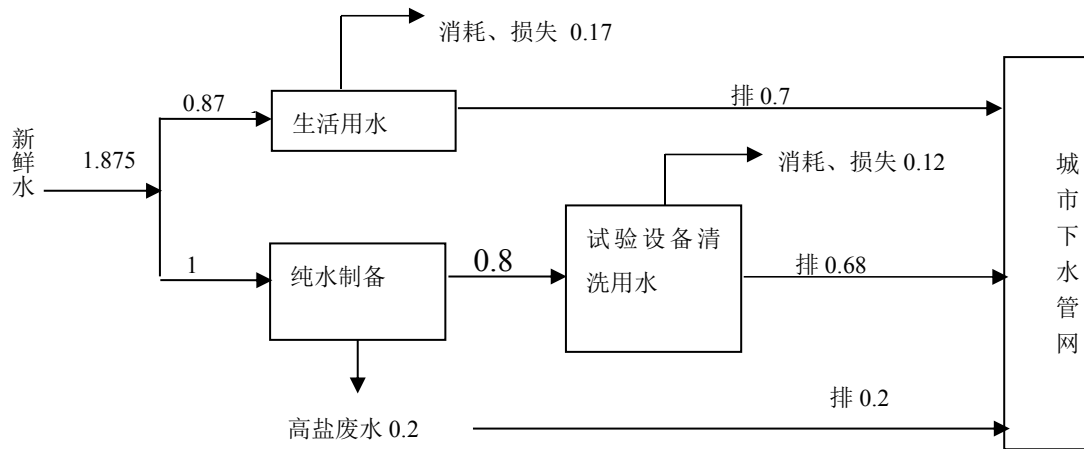 消耗、损失 0.17
0.87
排 0.7
生活用水
新鲜水
1.875
消耗、损失 0.12
城市下水管网
试验设备清
洗用水
1
纯水制备
0.8
排 0.68
排 0.2
高盐废水 0.2